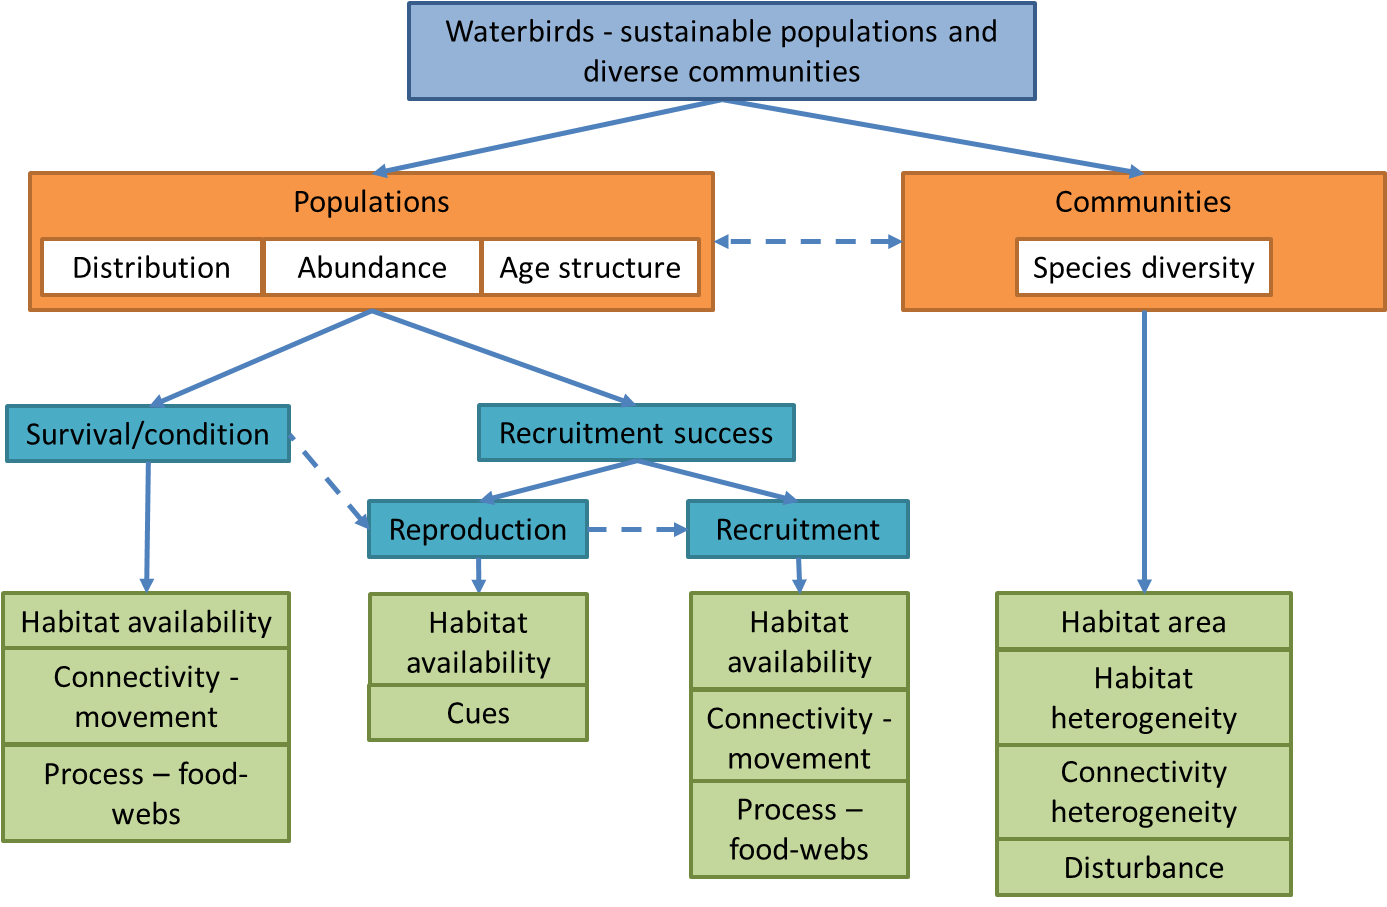 Waterbirds - sustainable populations and
diverse communities
Populations
Distribution
Abundance
Age structure
Communities
Species diversity
Survival/condition
Recruitment success
Reproduction
Recruitment
Habitat availability
Connectivity -
movement
Process – food-
webs
Habitat
availability
Cues
Habitat
availability
Connectivity -
movement
Process –
food-webs
Habitat area
Habitat
heterogeneity
Connectivity
heterogeneity
Disturbance